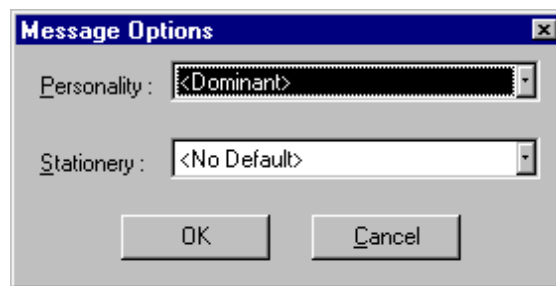 Message Options
Personality : <Dominant>
Stationery : <No Default>
OK Cancel